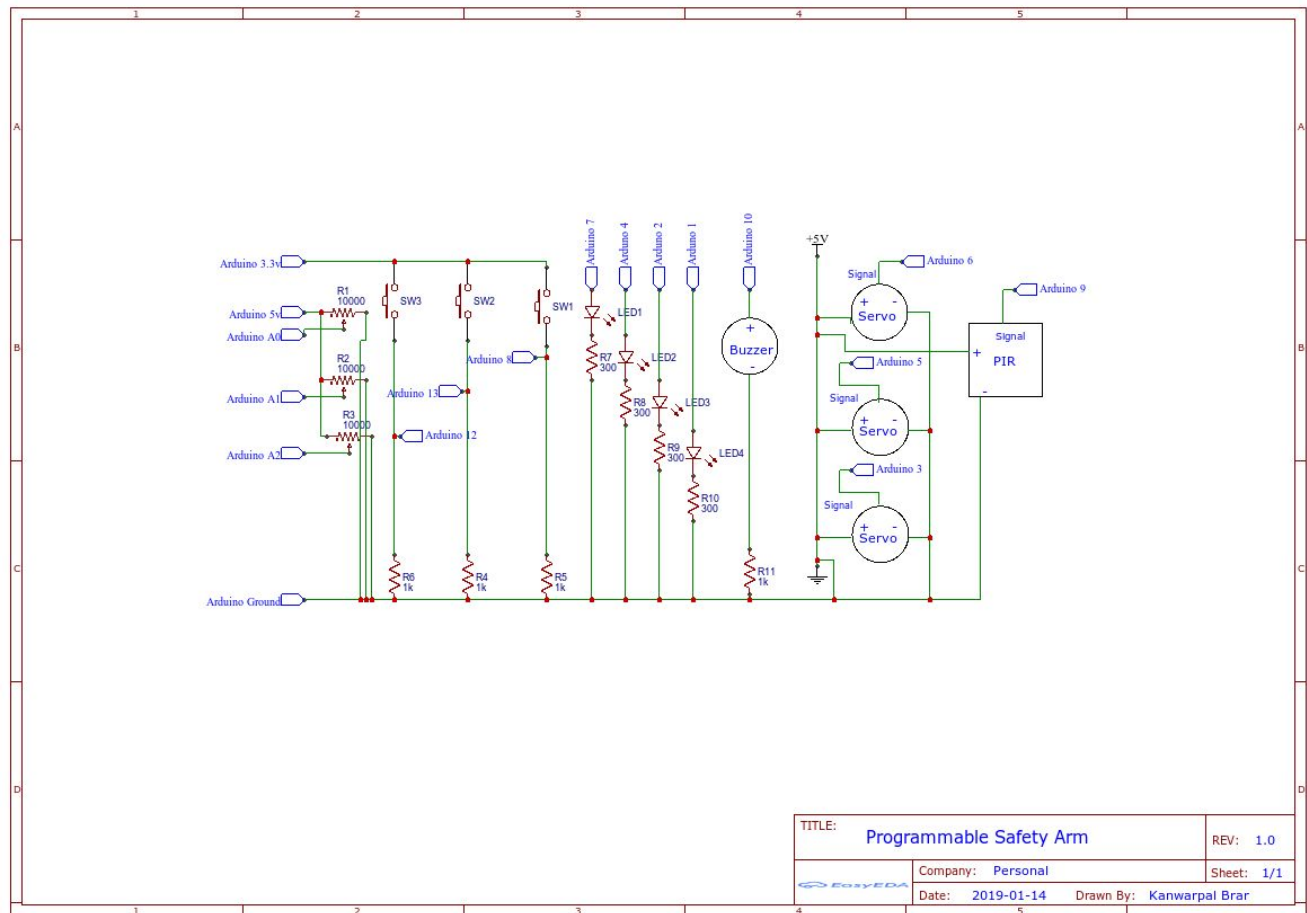 1 2 3 4 5
A A
B B
C C
D D
1 2 3 4 5
Arduino 3.3v
Arduino 5v
Arduino A0
Arduino A1
Arduino A2
Arduino Ground
R1
10000
R2
10000
R3
10000
SW3
SW2
SW1
Arduino 8
Arduino 13
Arduino 12
R6
1k
R4
1k
R5
1k
Arduino 7
Arduino 4
Arduino 2
Arduino 1
Arduino 10
LED1
R7
300
LED2
R8
300
LED3
R9
300
LED4
R10
300
+
Buzzer
-
R11
1k
+5V
Arduino 6
Signal
+ -
Servo
Arduino 5
Signal
+ -
Servo
Arduino 3
Signal
+ -
Servo
Arduino 9
Signal
+
PIR
-
TITLE:
Programmable Safety Arm
REV: 1.0
EasyEDA
Company: Personal
Sheet: 1/1
Date: 2019-01-14 Drawn By: Kanwarpal Brar